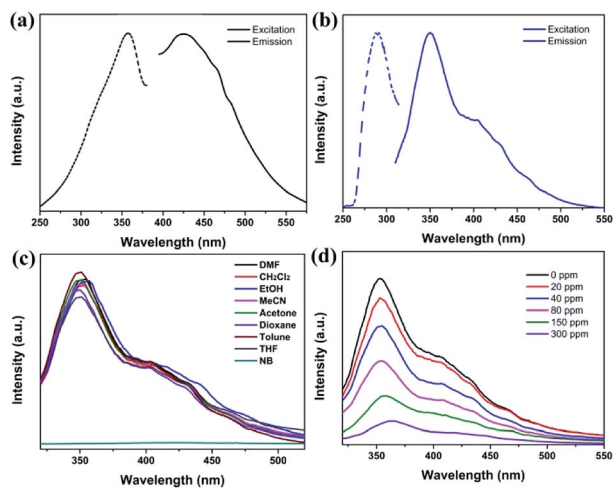 (a)
Excitation
Emission
Intensity (a.u.)
250 300 350 400 450 500 550
Wavelength (nm)
(b)
Excitation
Emission
Intensity (a.u.)
250 300 350 400 450 500 550
Wavelength (nm)
(c)
DMF
CH₂Cl₂
EtOH
MeCN
Acetone
Dioxane
Tolune
THF
NB
Intensity (a.u.)
350 400 450 500
Wavelength (nm)
(d)
0 ppm
20 ppm
40 ppm
80 ppm
150 ppm
300 ppm
Intensity (a.u.)
350 400 450 500 550
Wavelength (nm)